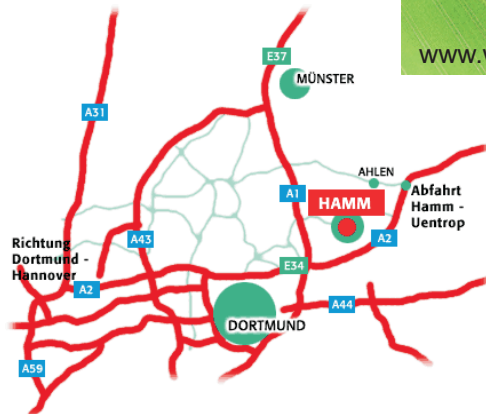 www.
E37
MÜNSTER
A31
AHLEN
A1
HAMM
Abfahrt
Hamm -
Uentrop
A43
A2
Richtung
Dortmund -
Hannover
E34
A2
A44
DORTMUND
A59